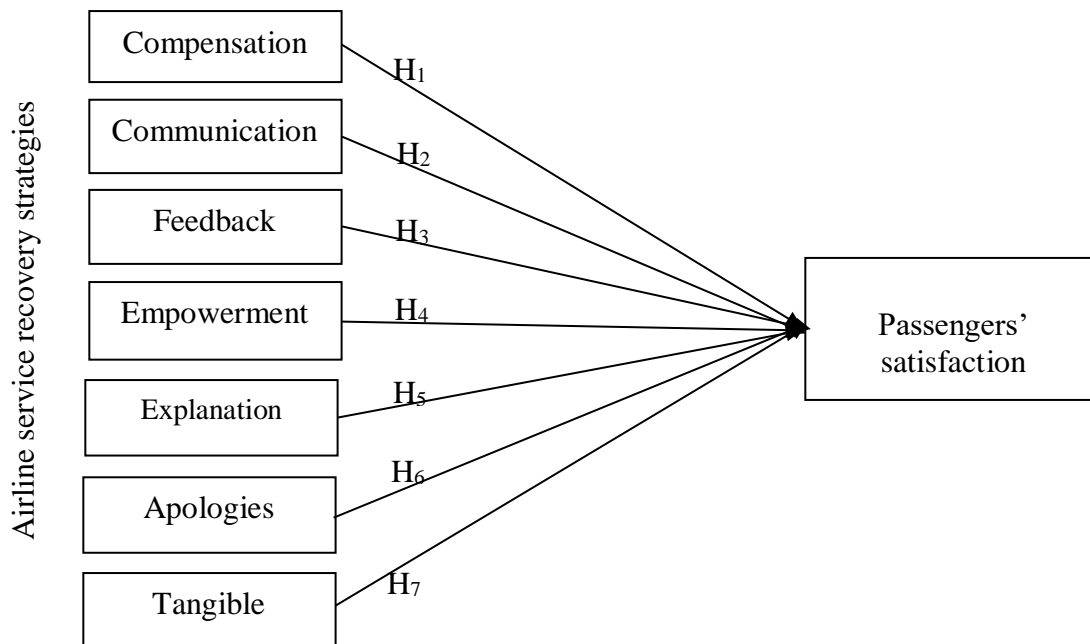 Airline service recovery strategies
Compensation
H₁
Communication
H₂
Feedback
H₃
Empowerment
H₄
Explanation
H₅
Apologies
H₆
Tangible
H₇
Passengers’
satisfaction